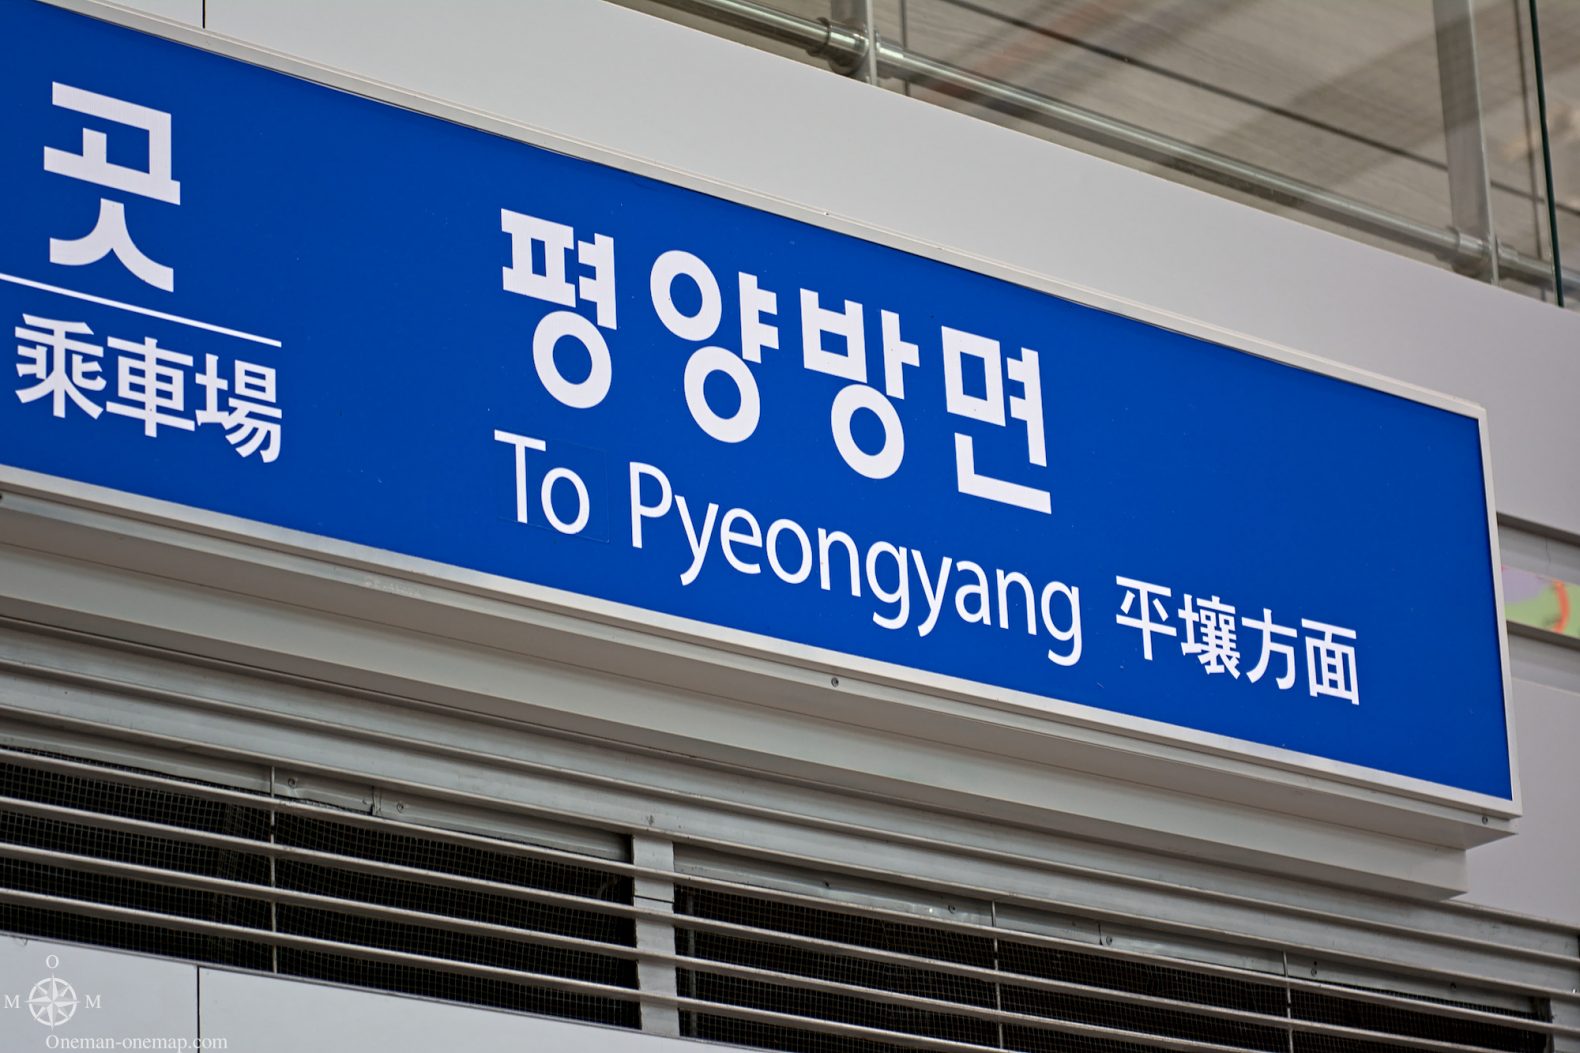 곳
乘車場
평양방면
To Pyeongyang 平壤方面
O
M M
Oneman-onemap.com